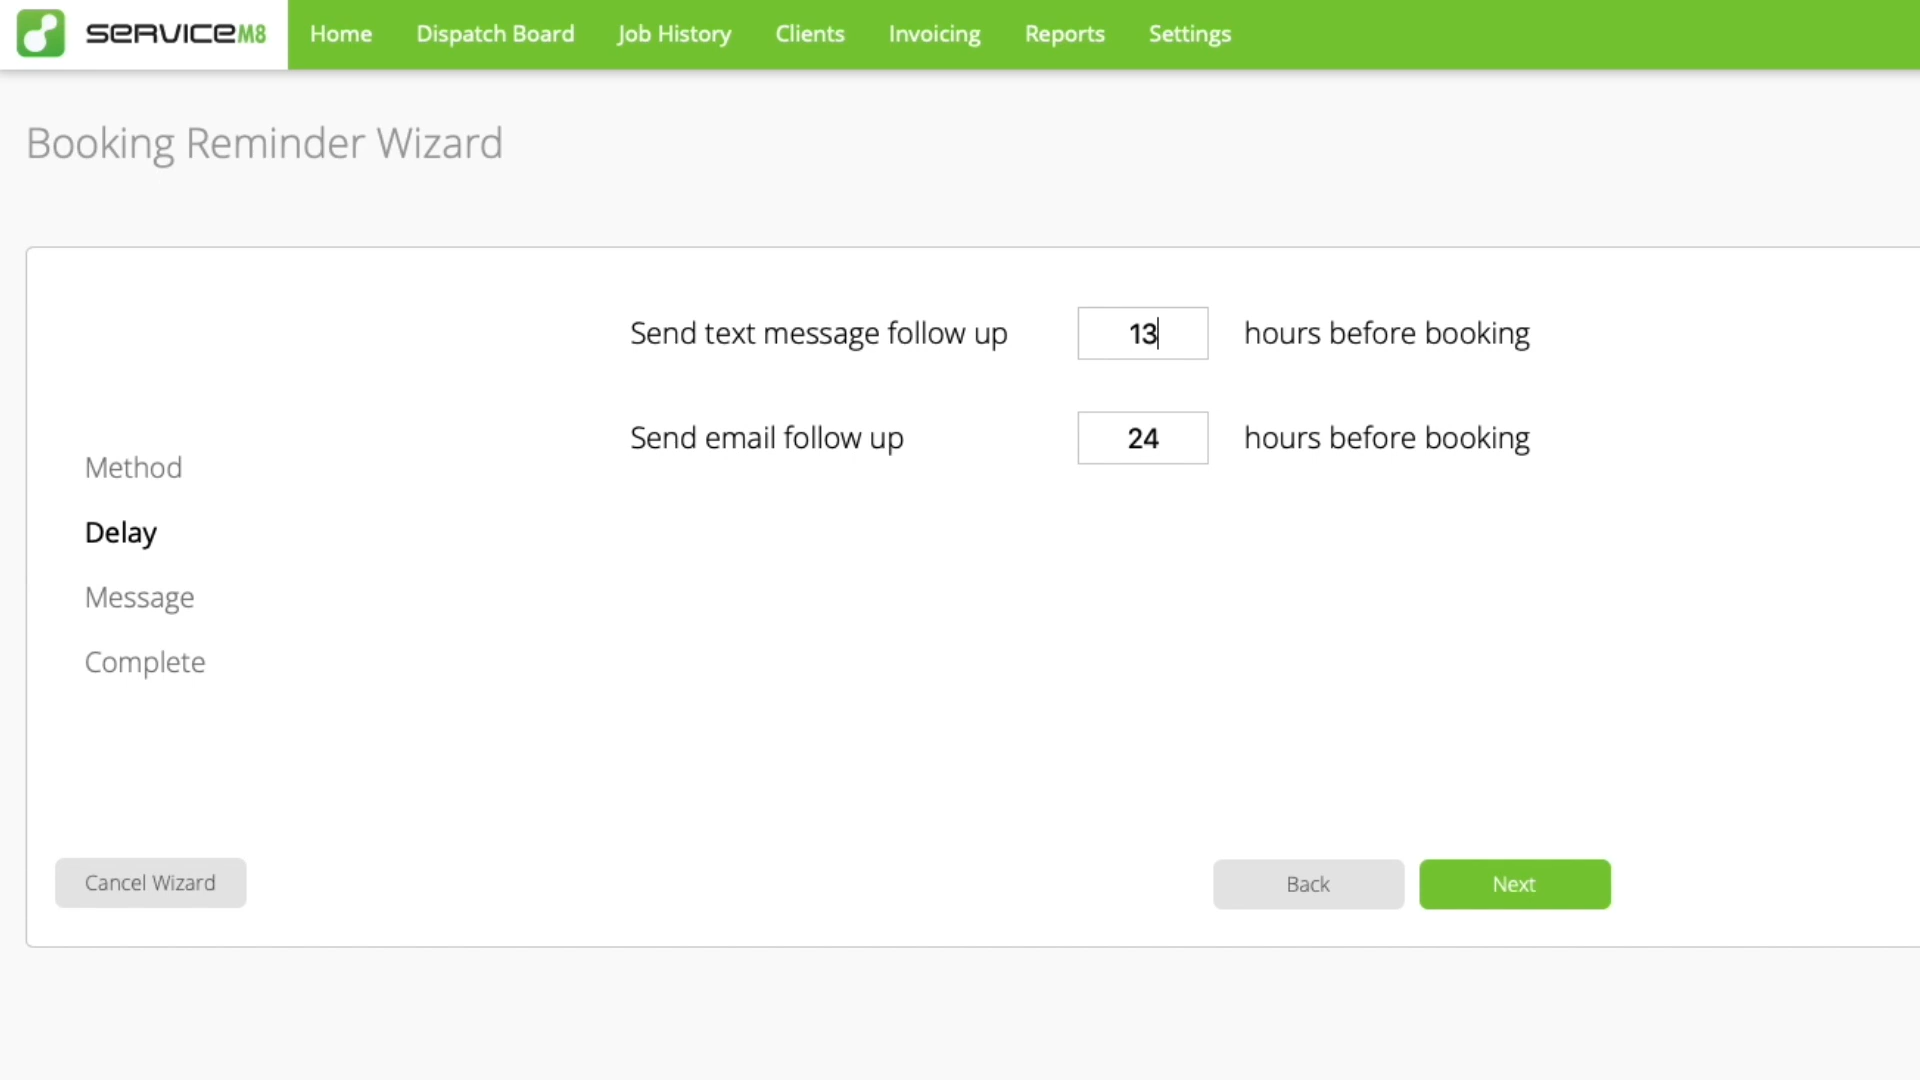 SERVICEM8 Home Dispatch Board Job History Clients Invoicing Reports Settings
Booking Reminder Wizard
Send text message follow up 13 hours before booking
Send email follow up 24 hours before booking
Method
Delay
Message
Complete
Cancel Wizard Back Next